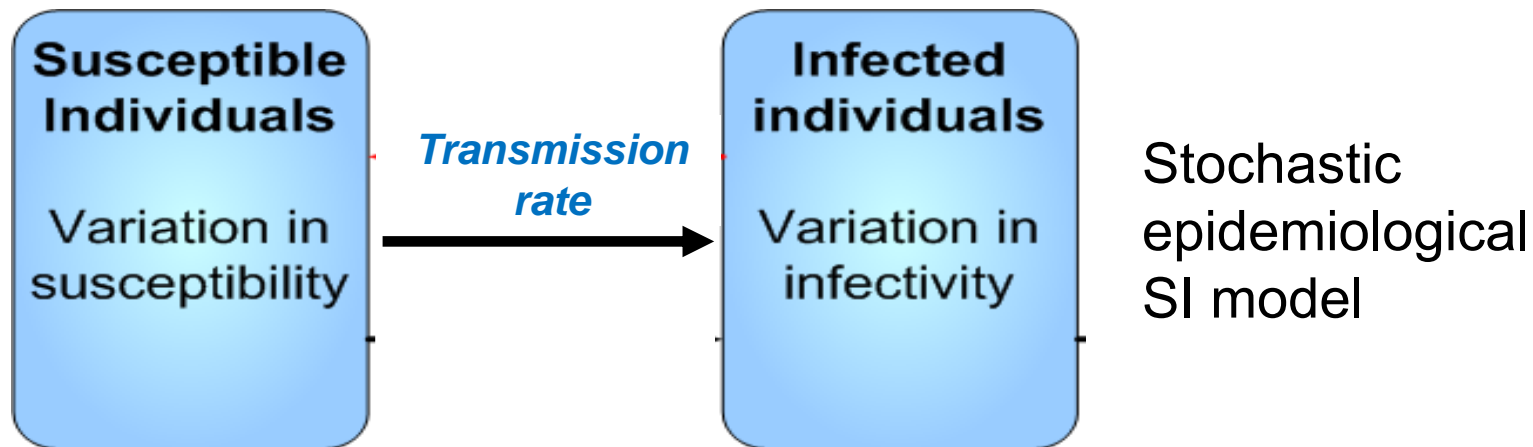 Susceptible
Individuals
Variation in
susceptibility
Transmission
rate
Infected
individuals
Variation in
infectivity
Stochastic
epidemiological
SI model